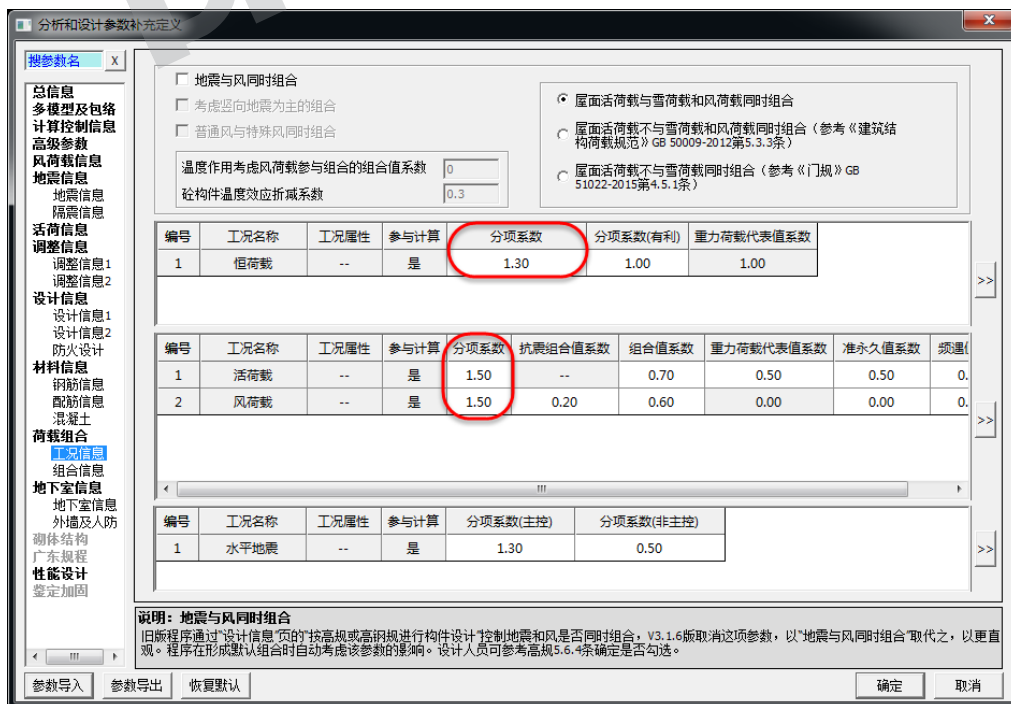 分析和设计参数补充定义
搜参数名 X
总信息
多模型及包络
计算控制信息
高级参数
风荷载信息
地震信息
地震信息
隔震信息
活荷信息
调整信息
调整信息1
调整信息2
设计信息
设计信息1
设计信息2
防火设计
材料信息
钢筋信息
配筋信息
混凝土
荷载组合
工况信息
组合信息
地下室信息
地下室信息
外墙及人防
砌体结构
广东规程
性能设计
鉴定加固
地震与风同时组合
考虑竖向地震为主的组合
普通风与特殊风同时组合
温度作用考虑风荷载参与组合的组合值系数 0
砼构件温度效应折减系数 0.3
屋面活荷载与雪荷载和风荷载同时组合
屋面活荷载不与雪荷载和风荷载同时组合（参考《建筑结
构荷载规范》GB 50009-2012第5.3.3条）
屋面活荷载不与雪荷载同时组合（参考《门规》GB
51022-2015第4.5.1条）
编号 工况名称 工况属性 参与计算 分项系数 分项系数(有利) 重力荷载代表值系数
1 恒荷载 -- 是 1.30 1.00 1.00
>>
编号 工况名称 工况属性 参与计算 分项系数 抗震组合值系数 组合值系数 重力荷载代表值系数 准永久值系数 频遇(
1 活荷载 -- 是 1.50 -- 0.70 0.50 0.50 0.
2 风荷载 -- 是 1.50 0.20 0.60 0.00 0.00 0.
>>
编号 工况名称 工况属性 参与计算 分项系数(主控) 分项系数(非主控)
1 水平地震 -- 是 1.30 0.50
>>
说明：地震与风同时组合
旧版程序通过"设计信息"页的"按高规或高钢规进行构件设计"控制地震和风是否同时组合，V3.1.6版取消这项参数，以"地震与风同时组合"取代之，以更直
观。程序在形成默认组合时自动考虑该参数的影响。设计人员可参考高规5.6.4条确定是否勾选。
参数导入 参数导出 恢复默认 确定 取消